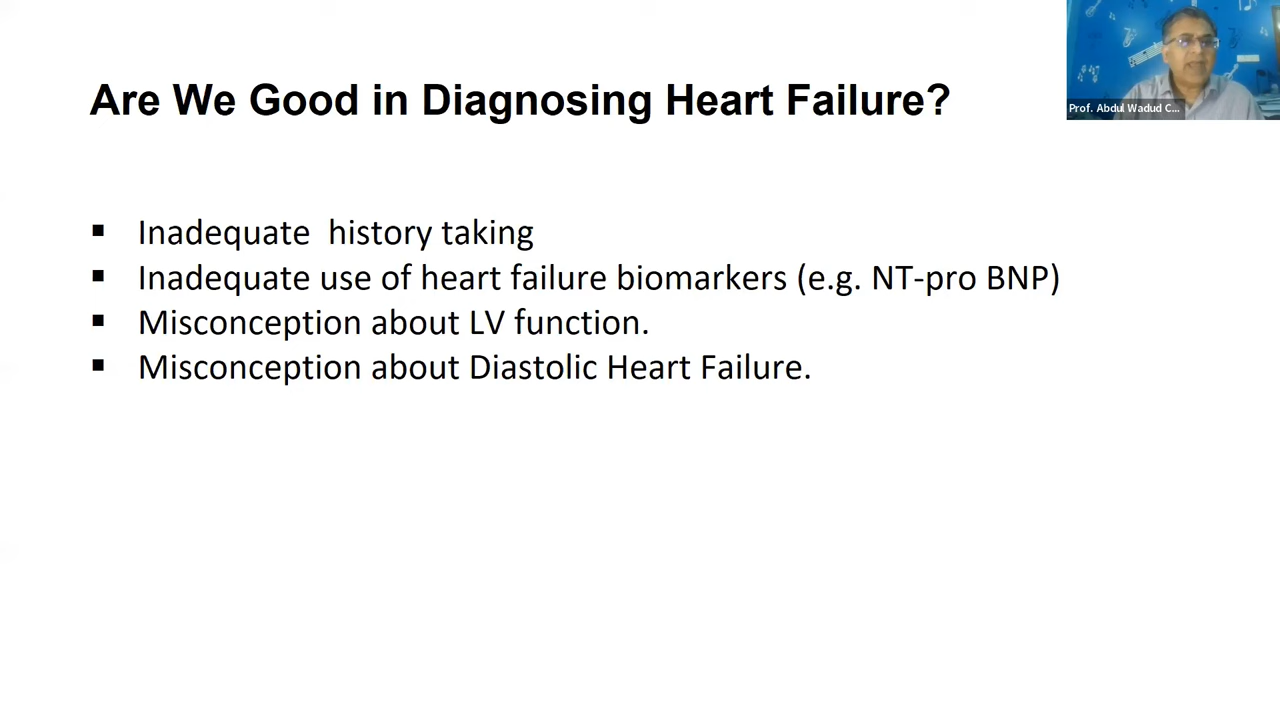 Are We Good in Diagnosing Heart Failure?
Prof. Abdul Wadud C...
▪ Inadequate  history taking
▪ Inadequate use of heart failure biomarkers (e.g. NT-pro BNP)
▪ Misconception about LV function.
▪ Misconception about Diastolic Heart Failure.